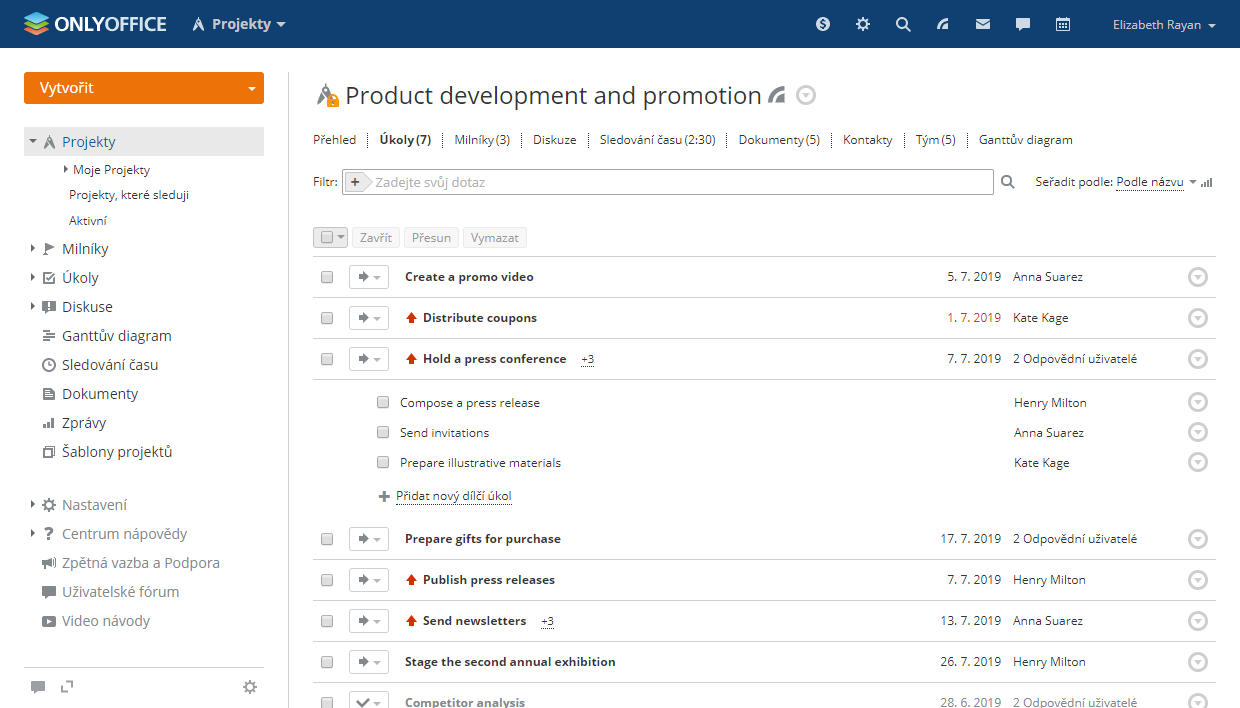 ONLYOFFICE Projekty Elizabeth Rayan
Vytvořit
Projekty
Moje Projekty
Projekty, které sleduji
Aktivní
Milníky
Úkoly
Diskuse
Ganttův diagram
Sledování času
Dokumenty
Zprávy
Šablony projektů
Nastavení
Centrum nápovědy
Zpětná vazba a Podpora
Uživatelské fórum
Video návody
Product development and promotion
Přehled Úkoly (7) Milníky (3) Diskuze Sledování času (2:30) Dokumenty (5) Kontakty Tým (5) Ganttův diagram
Filtr: + Zadejte svůj dotaz Seřadit podle: Podle názvu
Zavřít Přesun Vymazat
Create a promo video 5. 7. 2019 Anna Suarez
Distribute coupons 1. 7. 2019 Kate Kage
Hold a press conference +3 7. 7. 2019 2 Odpovědní uživatelé
Compose a press release Henry Milton
Send invitations Anna Suarez
Prepare illustrative materials Kate Kage
Přidat nový dílčí úkol
Prepare gifts for purchase 17. 7. 2019 2 Odpovědní uživatelé
Publish press releases 7. 7. 2019 Henry Milton
Send newsletters +3 13. 7. 2019 Anna Suarez
Stage the second annual exhibition 26. 7. 2019 Henry Milton
Competitor analysis 28. 6. 2019 2 Odpovědní uživatelé